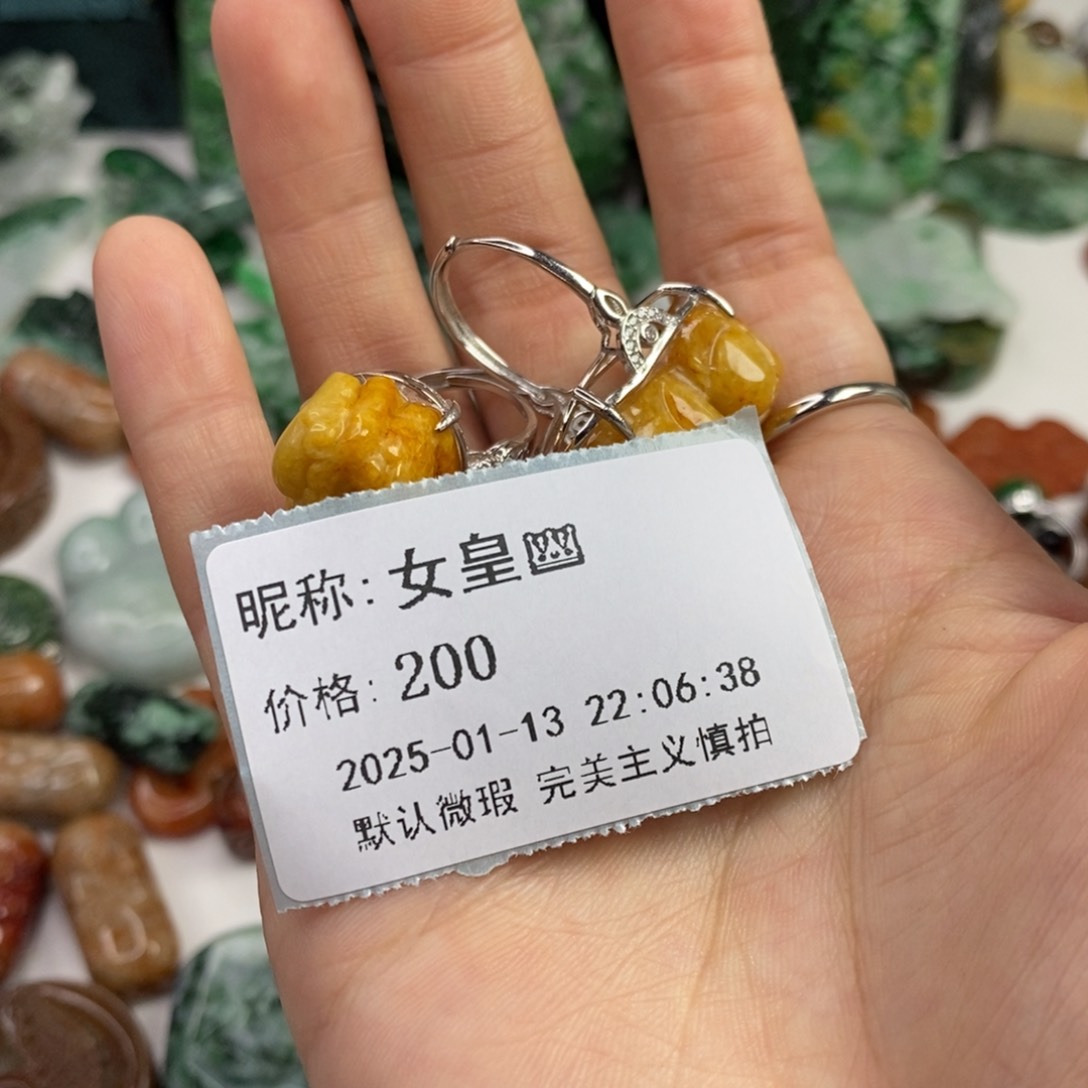 昵称: 女皇👑
价格: 200
2025-01-13 22:06:38
默认微瑕 完美主义慎拍